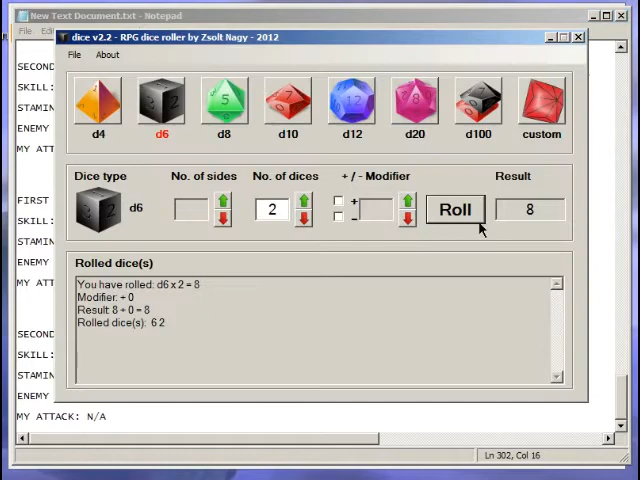 New Text Document.txt - Notepad
dice v2.2 - RPG dice roller by Zsolt Nagy - 2012
File
File About
SECOND
SKILL:
STAMIN
ENEMY
MY ATT
d4 d6 d8 d10 d12 d20 d100 custom
FIRST
SKILL:
STAMIN
ENEMY
MY ATT
Dice type No. of sides No. of dices + / - Modifier Result
d6 2 + - Roll 8
Rolled dice(s)
You have rolled: d6 x 2 = 8
Modifier: + 0
Result: 8 + 0 = 8
Rolled dice(s): 6 2
SECOND
SKILL:
STAMIN
ENEMY
MY ATTACK: N/A
Ln 302, Col 16